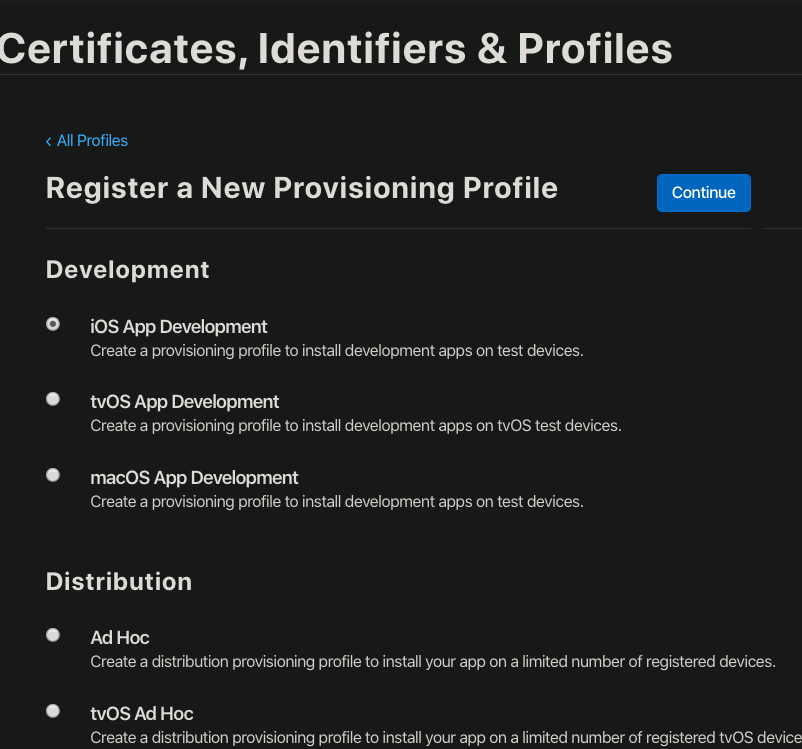 Certificates, Identifiers & Profiles
‹ All Profiles
Register a New Provisioning Profile
Continue
Development
iOS App Development
Create a provisioning profile to install development apps on test devices.
tvOS App Development
Create a provisioning profile to install development apps on tvOS test devices.
macOS App Development
Create a provisioning profile to install development apps on test devices.
Distribution
Ad Hoc
Create a distribution provisioning profile to install your app on a limited number of registered devices.
tvOS Ad Hoc
Create a distribution provisioning profile to install your app on a limited number of registered tvOS device